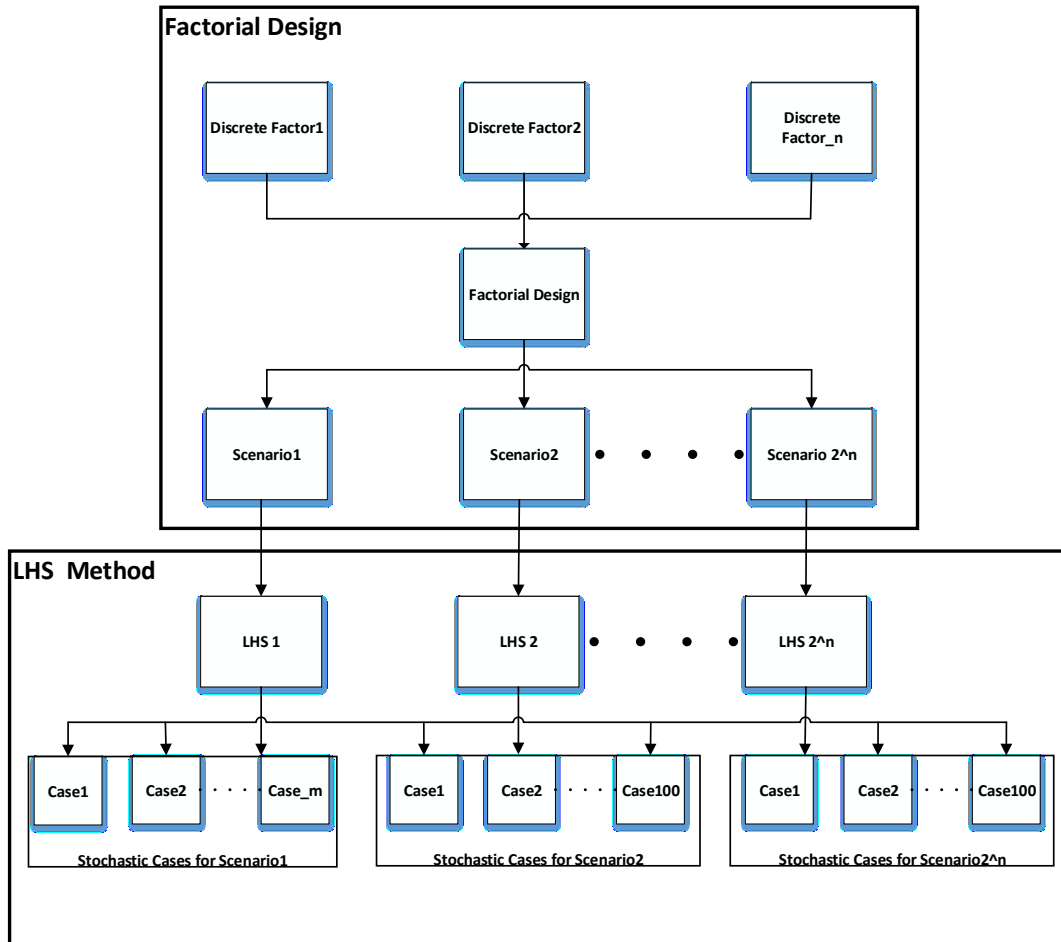 Factorial Design
Discrete Factor1
Discrete Factor2
Discrete
Factor_n
Factorial Design
Scenario1
Scenario2
Scenario 2^n
LHS Method
LHS 1
LHS 2
LHS 2^n
Case1
Case2
Case_m
Case1
Case2
Case100
Case1
Case2
Case100
Stochastic Cases for Scenario1
Stochastic Cases for Scenario2
Stochastic Cases for Scenario2^n